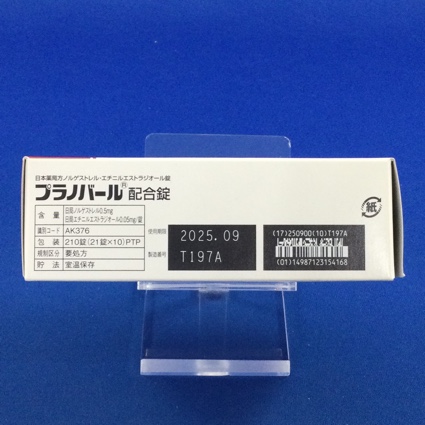 日本薬局方ノルゲストレル・エチニルエストラジオール錠
プラノバール® 配合錠
含量 日局ノルゲストレル0.5mg
日局エチニルエストラジオール0.05mg/錠
識別コード AK376
包装 210錠(21錠×10)PTP
規制区分 要処方
貯法 室温保存
使用期限 2025.09
製造番号 T197A
(17)250900(10)T197A
(01)14987123154168
紙